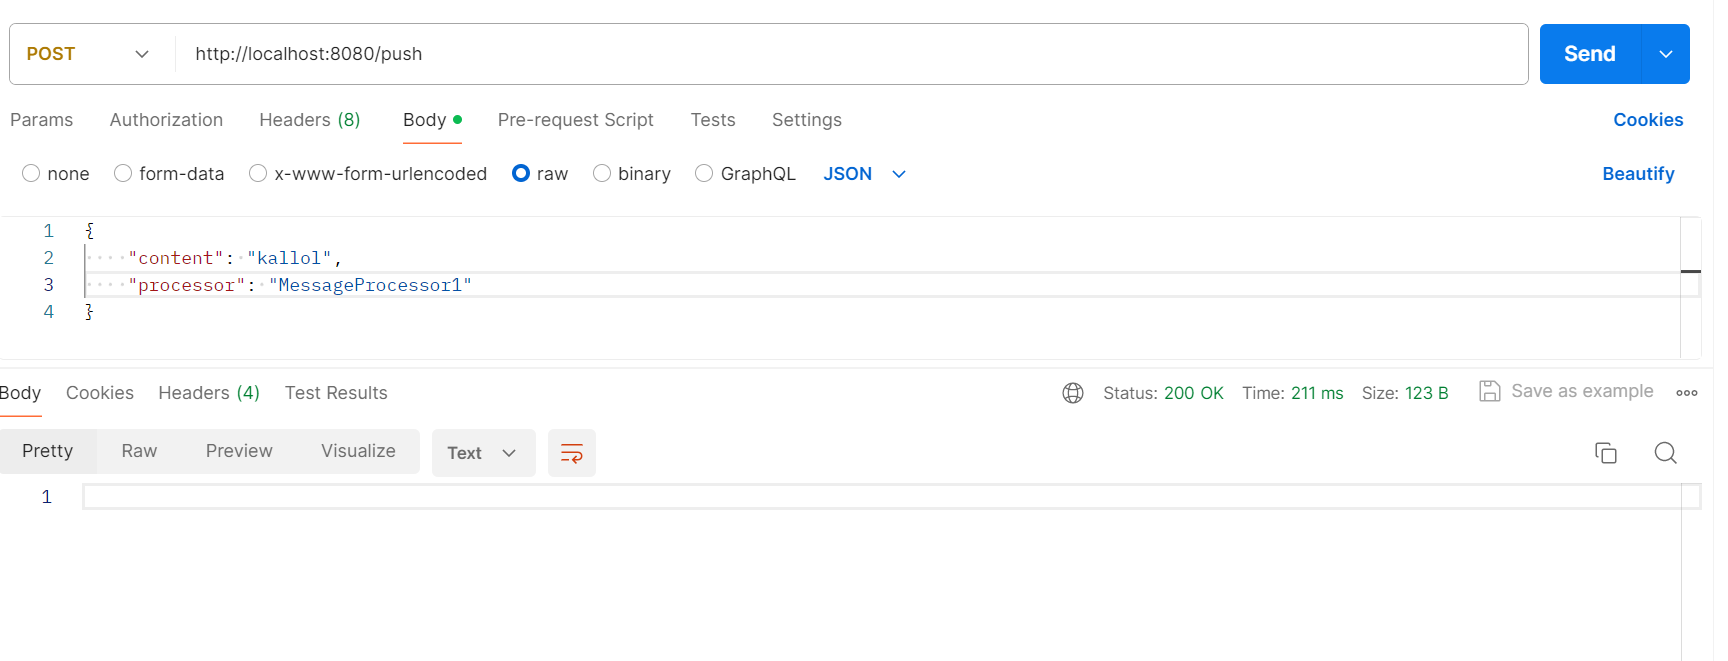 POST http://localhost:8080/push Send
Params Authorization Headers (8) Body Pre-request Script Tests Settings Cookies
none form-data x-www-form-urlencoded raw binary GraphQL JSON Beautify
1 {
2 "content": "kallol",
3 "processor": "MessageProcessor1"
4 }
Body Cookies Headers (4) Test Results Status: 200 OK Time: 211 ms Size: 123 B Save as example
Pretty Raw Preview Visualize Text
1